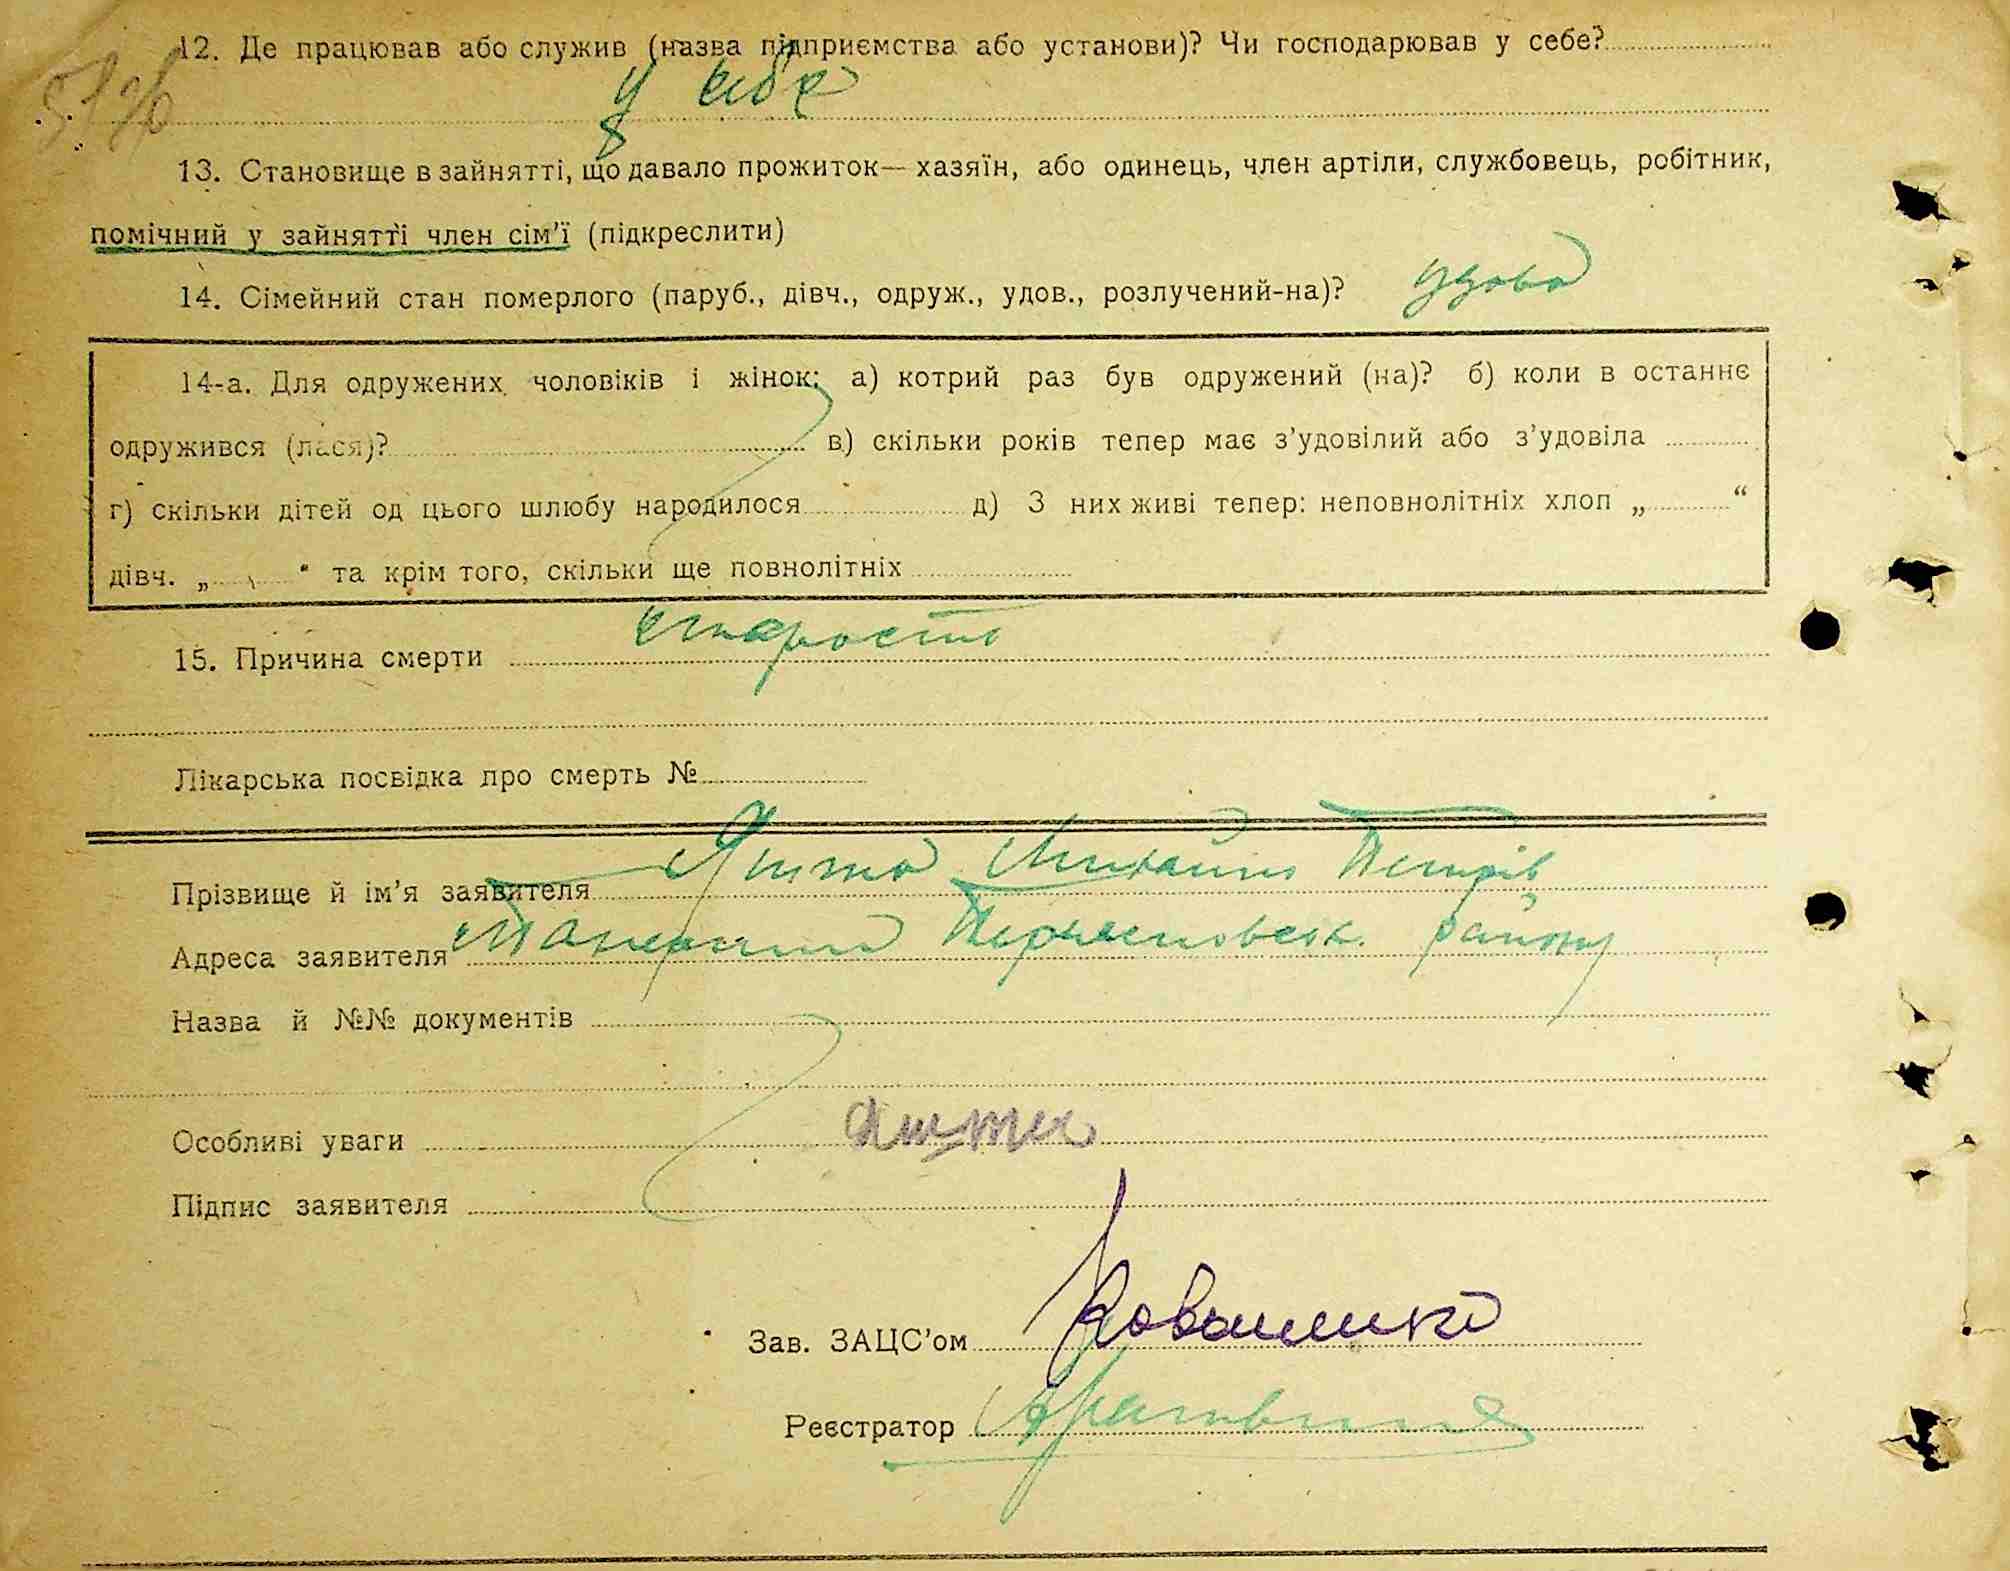 12. Де працював або служив (назва підприємства або установи)? Чи господарював у себе?
у себе
13. Становище в зайнятті, що давало прожиток— хазяїн, або одинець, член артіли, службовець, робітник,
помічний у зайнятті член сім’ї (підкреслити)
14. Сімейний стан померлого (паруб., дівч., одруж., удов., розлучений-на)? удова
14-а. Для одружених чоловіків і жінок: а) котрий раз був одружений (на)? б) коли в останнє
одружився (лася)? в) скільки років тепер має з’удовілий або з’удовіла
г) скільки дітей од цього шлюбу народилося д) З них живі тепер: неповнолітніх хлоп „ “
дівч. „ “ та крім того, скільки ще повнолітніх
15. Причина смерти старость
Лікарська посвідка про смерть №
Прізвище й ім’я заявителя Михайло Петрів
Адреса заявителя району
Назва й №№ документів
Особливі уваги
Підпис заявителя
Зав. ЗАЦС’ом Коваленко
Реєстратор